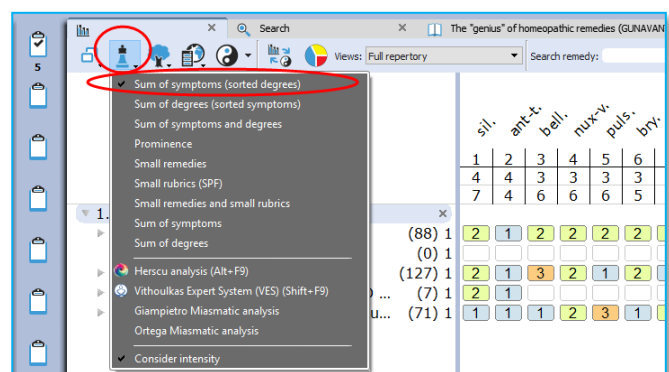 Search
The "genius" of homeopathic remedies (GUNAVAN
5
Views: Full repertory Search remedy:
Sum of symptoms (sorted degrees)
Sum of degrees (sorted symptoms)
Sum of symptoms and degrees
Prominence
Small remedies
Small rubrics (SPF)
Small remedies and small rubrics
Sum of symptoms
Sum of degrees
Herscu analysis (Alt+F9)
Vithoulkas Expert System (VES) (Shift+F9)
Giampietro Miasmatic analysis
Ortega Miasmatic analysis
Consider intensity
sil. ant-t. bell. nux-v. puls. bry.
1 2 3 4 5 6
4 4 3 3 3 3
7 4 6 6 6 5
1.
(88) 1 2 1 2 2 2 2
(0) 1
(127) 1 2 1 3 2 1 2
... (7) 1 2 1
u... (71) 1 1 1 1 2 3 1